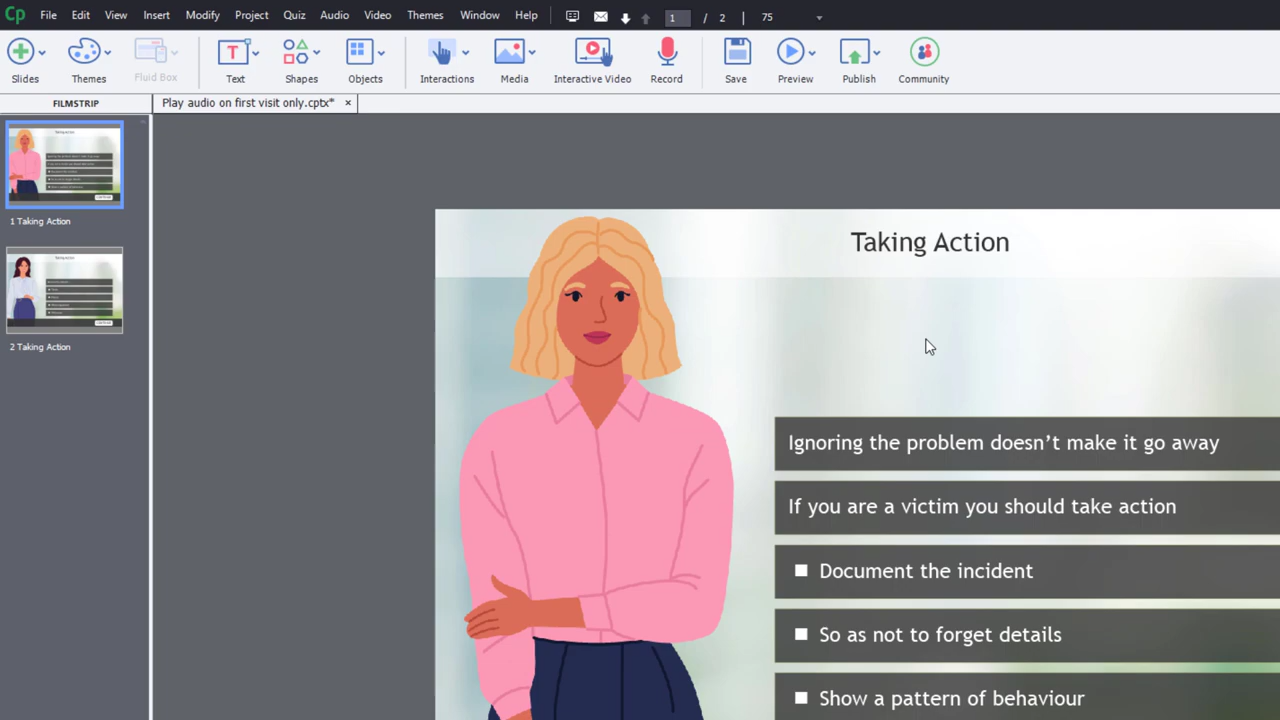 Cp File Edit View Insert Modify Project Quiz Audio Video Themes Window Help 1 / 2 75
Slides Themes Fluid Box Text Shapes Objects Interactions Media Interactive Video Record Save Preview Publish Community
FILMSTRIP
Play audio on first visit only.cptx* ×
1 Taking Action
2 Taking Action
Taking Action
Ignoring the problem doesn’t make it go away
If you are a victim you should take action
Document the incident
So as not to forget details
Show a pattern of behaviour